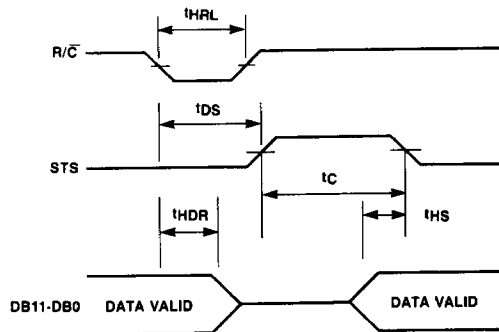 tHRL
R/C̅
tDS
STS
tC
tHS
tHDR
DB11-DB0 DATA VALID DATA VALID